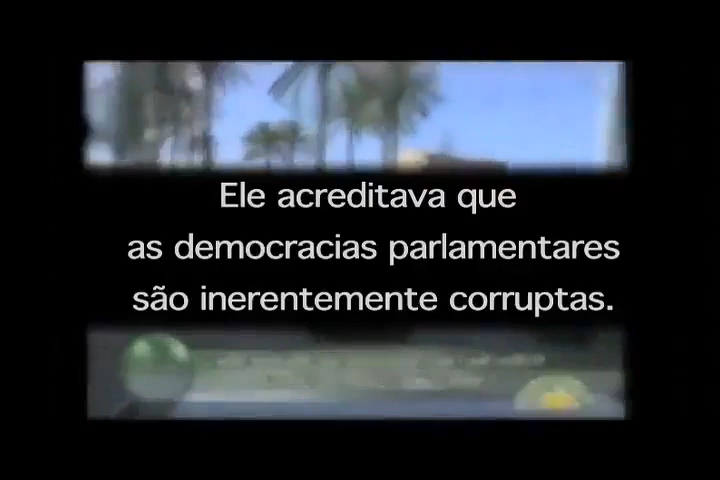 Ele acreditava que
as democracias parlamentares
são inerentemente corruptas.